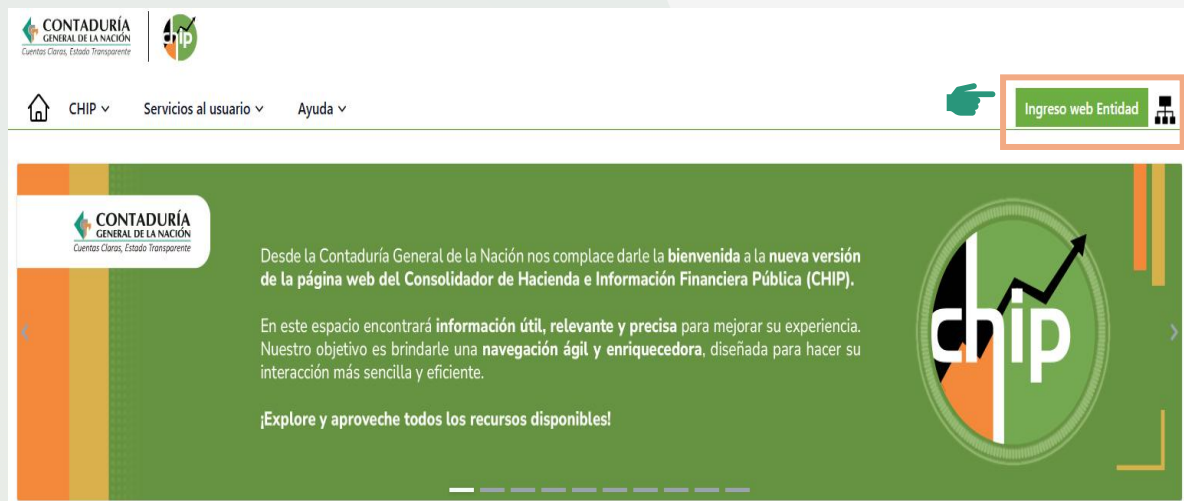 CONTADURÍA
GENERAL DE LA NACIÓN
Cuentas Claras, Estado Transparente
chip
CHIP
Servicios al usuario
Ayuda
Ingreso web Entidad
CONTADURÍA
GENERAL DE LA NACIÓN
Cuentas Claras, Estado Transparente
Desde la Contaduría General de la Nación nos complace darle la bienvenida a la nueva versión
de la página web del Consolidador de Hacienda e Información Financiera Pública (CHIP).
En este espacio encontrará información útil, relevante y precisa para mejorar su experiencia.
Nuestro objetivo es brindarle una navegación ágil y enriquecedora, diseñada para hacer su
interacción más sencilla y eficiente.
¡Explore y aproveche todos los recursos disponibles!
chip